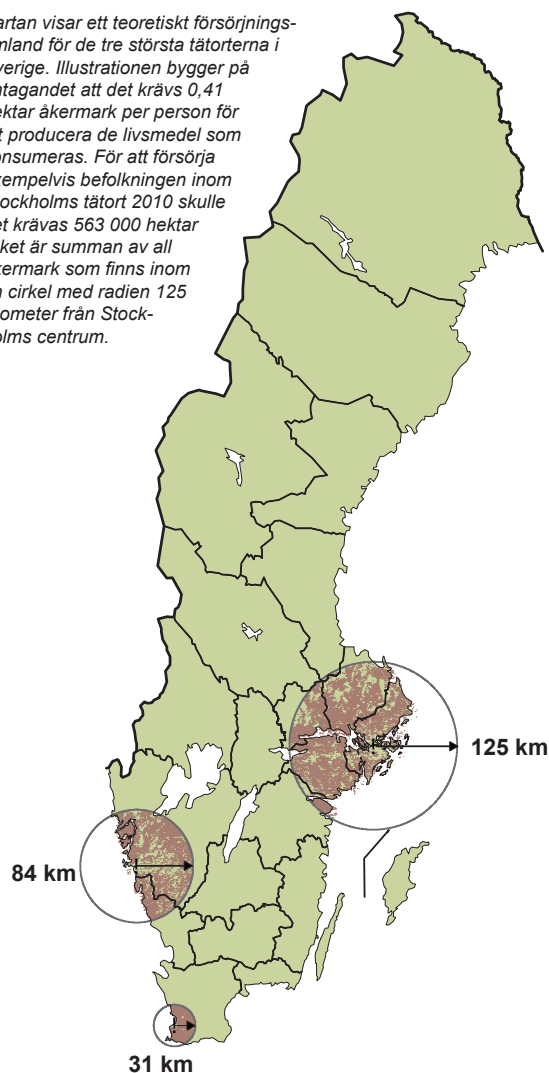 artan visar ett teoretiskt försörjnings-
mland för de tre största tätorterna i
verige. Illustrationen bygger på
ntagandet att det krävs 0,41
ektar åkermark per person för
t producera de livsmedel som
onsumeras. För att försörja
xempelvis befolkningen inom
tockholms tätort 2010 skulle
et krävas 563 000 hektar
lket är summan av all
kermark som finns inom
n cirkel med radien 125
ometer från Stock-
olms centrum.
125 km
84 km
31 km